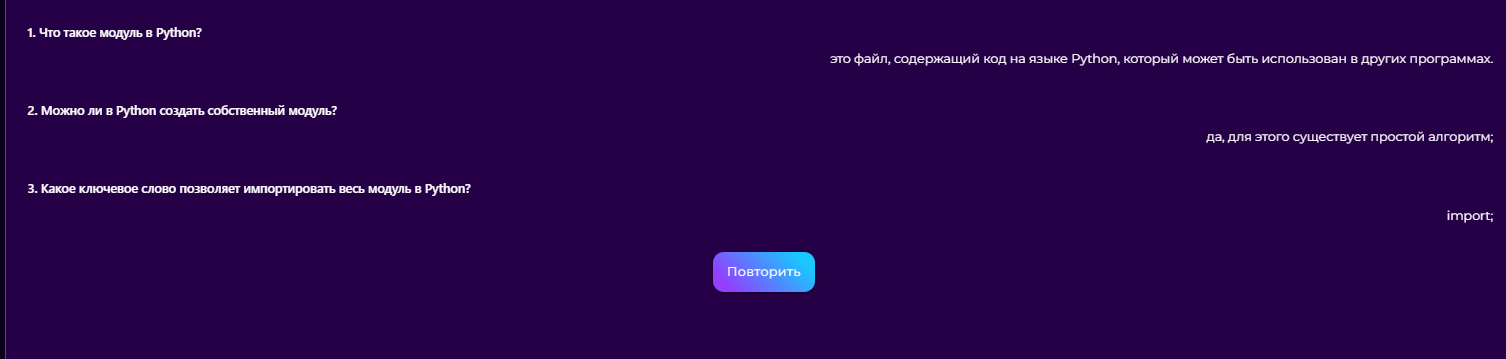 1. Что такое модуль в Python?
это файл, содержащий код на языке Python, который может быть использован в других программах.
2. Можно ли в Python создать собственный модуль?
да, для этого существует простой алгоритм;
3. Какое ключевое слово позволяет импортировать весь модуль в Python?
import;
Повторить